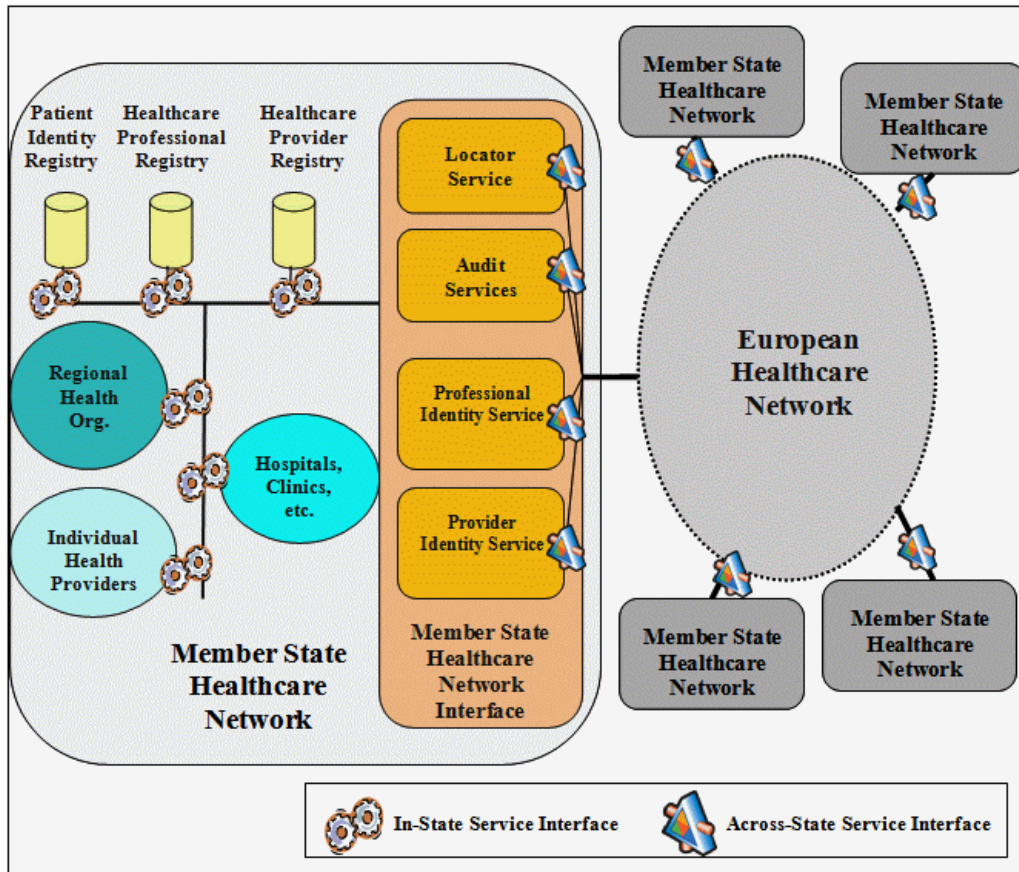 Patient
Identity
Registry
Healthcare
Professional
Registry
Healthcare
Provider
Registry
Locator
Service
Audit
Services
Professional
Identity Service
Provider
Identity Service
Member State
Healthcare
Network
Interface
Regional
Health
Org.
Hospitals,
Clinics,
etc.
Individual
Health
Providers
Member State
Healthcare
Network
Member State
Healthcare
Network
Member State
Healthcare
Network
European
Healthcare
Network
Member State
Healthcare
Network
Member State
Healthcare
Network
In-State Service Interface
Across-State Service Interface